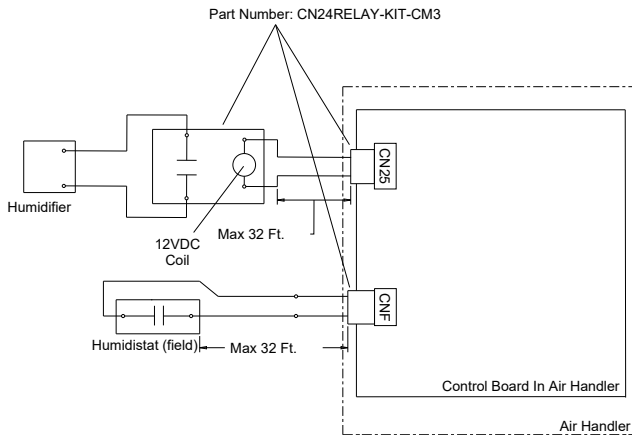 Part Number: CN24RELAY-KIT-CM3
CN25
Humidifier
12VDC
Coil
Max 32 Ft.
CNF
Humidistat (field)
Max 32 Ft.
Control Board In Air Handler
Air Handler